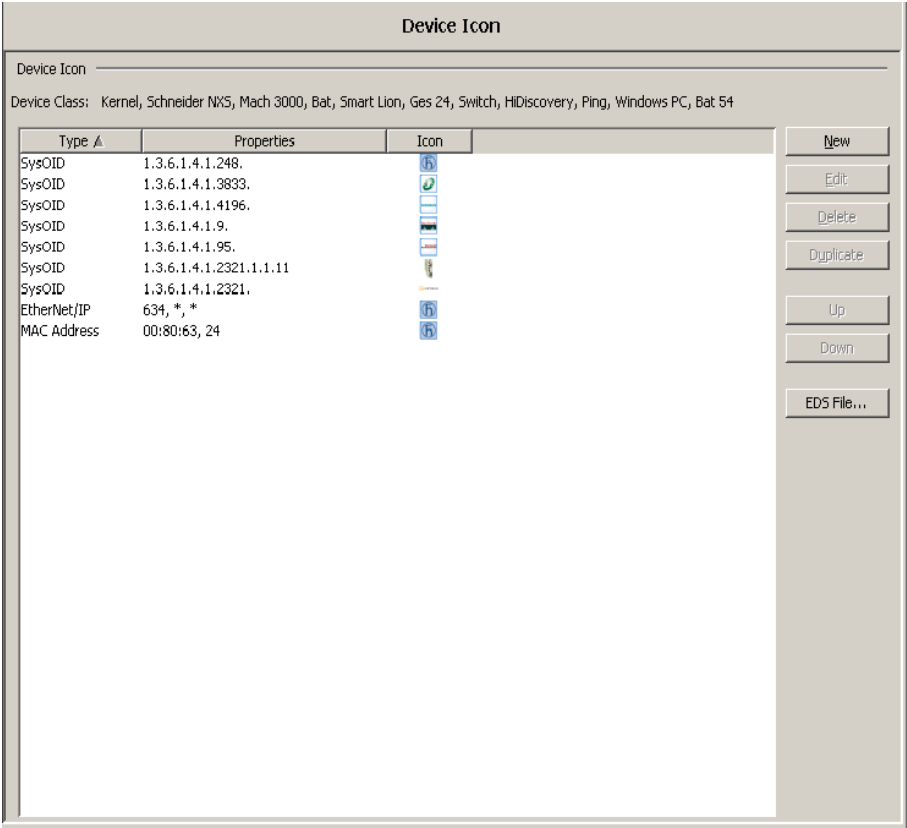 Device Icon
Device Icon
Device Class: Kernel, Schneider NXS, Mach 3000, Bat, Smart Lion, Ges 24, Switch, HiDiscovery, Ping, Windows PC, Bat 54
Type Properties Icon
SysOID 1.3.6.1.4.1.248.
SysOID 1.3.6.1.4.1.3833.
SysOID 1.3.6.1.4.1.4196.
SysOID 1.3.6.1.4.1.9.
SysOID 1.3.6.1.4.1.95.
SysOID 1.3.6.1.4.1.2321.1.1.11
SysOID 1.3.6.1.4.1.2321.
EtherNet/IP 634, *, *
MAC Address 00:80:63, 24
New
Edit
Delete
Duplicate
Up
Down
EDS File...